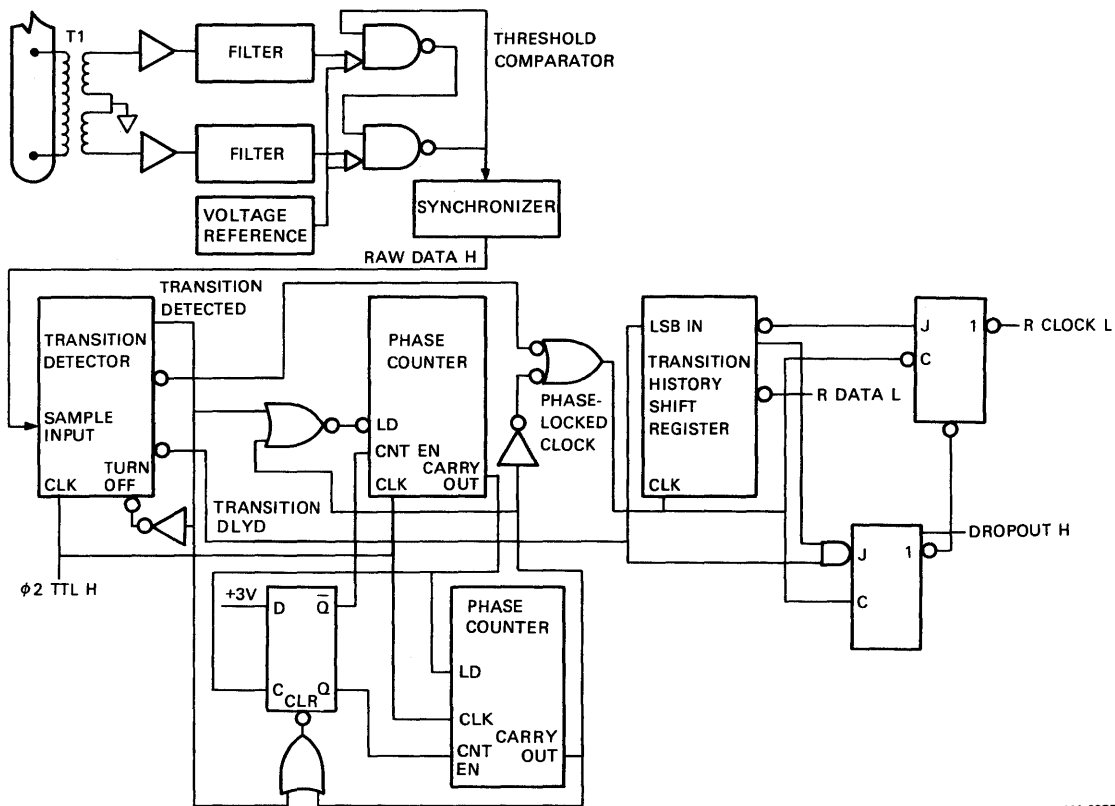 T1
FILTER
THRESHOLD
COMPARATOR
FILTER
VOLTAGE
REFERENCE
SYNCHRONIZER
RAW DATA H
TRANSITION
DETECTED
TRANSITION
DETECTOR
SAMPLE
INPUT
TURN
OFF
CLK
φ2 TTL H
TRANSITION
DLYD
PHASE
COUNTER
LD
CNT EN
CARRY
OUT
CLK
PHASE-
LOCKED
CLOCK
LSB IN
TRANSITION
HISTORY
SHIFT
REGISTER
CLK
R DATA L
J
1
C
R CLOCK L
J
1
C
DROPOUT H
+3V
D
Q̅
C
Q
CLR
PHASE
COUNTER
LD
CLK
CNT
EN
CARRY
OUT